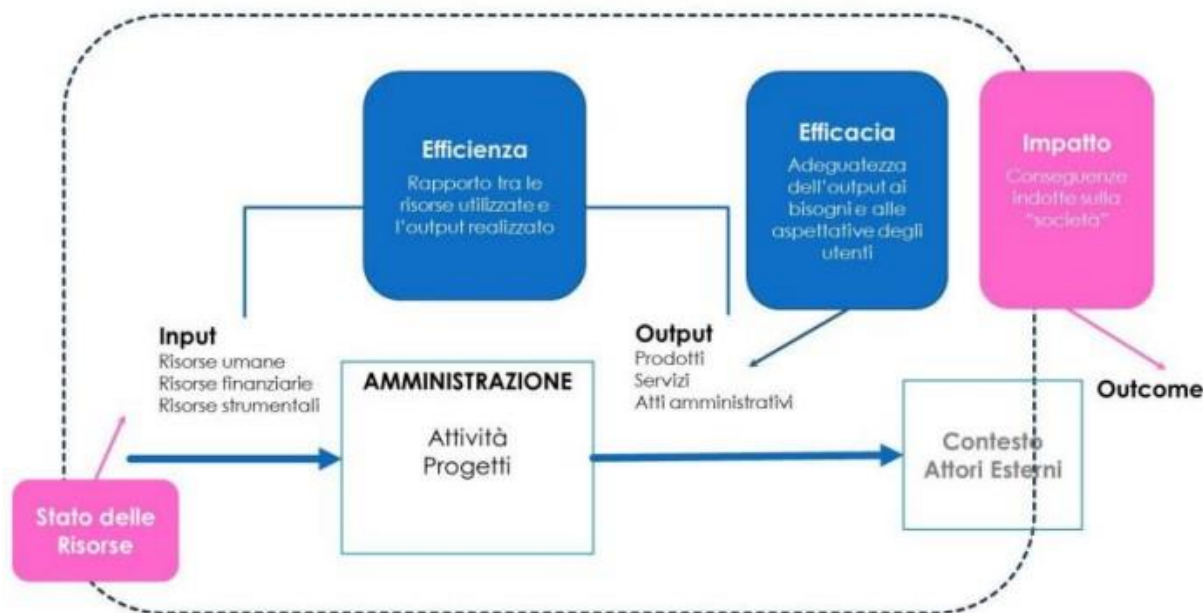 Efficienza
Rapporto tra le
risorse utilizzate e
l'output realizzato
Efficacia
Adeguatezza
dell'output ai
bisogni e alle
aspettative degli
utenti
Impatto
Conseguenze
indotte sulla
"società"
Input
Risorse umane
Risorse finanziarie
Risorse strumentali
AMMINISTRAZIONE
Attività
Progetti
Output
Prodotti
Servizi
Atti amministrativi
Outcome
Contesto
Attori Esterni
Stato delle
Risorse